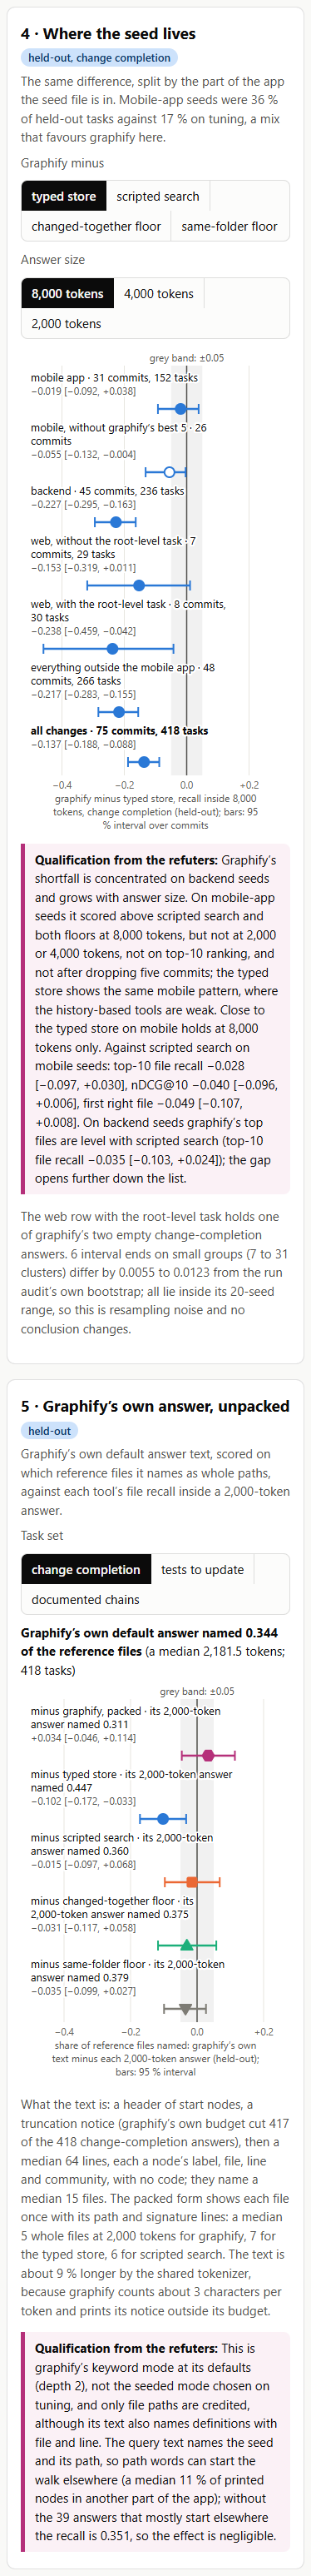 4 · Where the seed lives
held-out, change completion
The same difference, split by the part of the app
the seed file is in. Mobile-app seeds were 36 %
of held-out tasks against 17 % on tuning, a mix
that favours graphify here.
Graphify minus
typed store
scripted search
changed-together floor
same-folder floor
Answer size
8,000 tokens
4,000 tokens
2,000 tokens
grey band: ±0.05
mobile app · 31 commits, 152 tasks
−0.019 [−0.092, +0.038]
mobile, without graphify's best 5 · 26
commits
−0.055 [−0.132, −0.004]
backend · 45 commits, 236 tasks
−0.227 [−0.295, −0.163]
web, without the root-level task · 7
commits, 29 tasks
−0.153 [−0.319, +0.011]
web, with the root-level task · 8 commits,
30 tasks
−0.238 [−0.459, −0.042]
everything outside the mobile app · 48
commits, 266 tasks
−0.217 [−0.283, −0.155]
all changes · 75 commits, 418 tasks
−0.137 [−0.188, −0.088]
−0.4
−0.2
0.0
+0.2
graphify minus typed store, recall inside 8,000
tokens, change completion (held-out); bars: 95
% interval over commits
Qualification from the refuters: Graphify's
shortfall is concentrated on backend seeds
and grows with answer size. On mobile-app
seeds it scored above scripted search and
both floors at 8,000 tokens, but not at 2,000
or 4,000 tokens, not on top-10 ranking, and
not after dropping five commits; the typed
store shows the same mobile pattern, where
the history-based tools are weak. Close to
the typed store on mobile holds at 8,000
tokens only. Against scripted search on
mobile seeds: top-10 file recall −0.028
[−0.097, +0.030], nDCG@10 −0.040 [−0.096,
+0.006], first right file −0.049 [−0.107,
+0.008]. On backend seeds graphify's top
files are level with scripted search (top-10
file recall −0.035 [−0.103, +0.024]); the gap
opens further down the list.
The web row with the root-level task holds one
of graphify's two empty change-completion
answers. 6 interval ends on small groups (7 to 31
clusters) differ by 0.0055 to 0.0123 from the run
audit's own bootstrap; all lie inside its 20-seed
range, so this is resampling noise and no
conclusion changes.
5 · Graphify's own answer, unpacked
held-out
Graphify's own default answer text, scored on
which reference files it names as whole paths,
against each tool's file recall inside a 2,000-token
answer.
Task set
change completion
tests to update
documented chains
Graphify's own default answer named 0.344
of the reference files (a median 2,181.5 tokens;
418 tasks)
grey band: ±0.05
minus graphify, packed · its 2,000-token
answer named 0.311
+0.034 [−0.046, +0.114]
minus typed store · its 2,000-token answer
named 0.447
−0.102 [−0.172, −0.033]
minus scripted search · its 2,000-token
answer named 0.360
−0.015 [−0.097, +0.068]
minus changed-together floor · its
2,000-token answer named 0.375
−0.031 [−0.117, +0.058]
minus same-folder floor · its 2,000-token
answer named 0.379
−0.035 [−0.099, +0.027]
−0.4
−0.2
0.0
+0.2
share of reference files named: graphify's own
text minus each 2,000-token answer (held-out);
bars: 95 % interval
What the text is: a header of start nodes, a
truncation notice (graphify's own budget cut 417
of the 418 change-completion answers), then a
median 64 lines, each a node's label, file, line
and community, with no code; they name a
median 15 files. The packed form shows each file
once with its path and signature lines: a median
5 whole files at 2,000 tokens for graphify, 7 for
the typed store, 6 for scripted search. The text is
about 9 % longer by the shared tokenizer,
because graphify counts about 3 characters per
token and prints its notice outside its budget.
Qualification from the refuters: This is
graphify's keyword mode at its defaults
(depth 2), not the seeded mode chosen on
tuning, and only file paths are credited,
although its text also names definitions with
file and line. The query text names the seed
and its path, so path words can start the
walk elsewhere (a median 11 % of printed
nodes in another part of the app); without
the 39 answers that mostly start elsewhere
the recall is 0.351, so the effect is negligible.